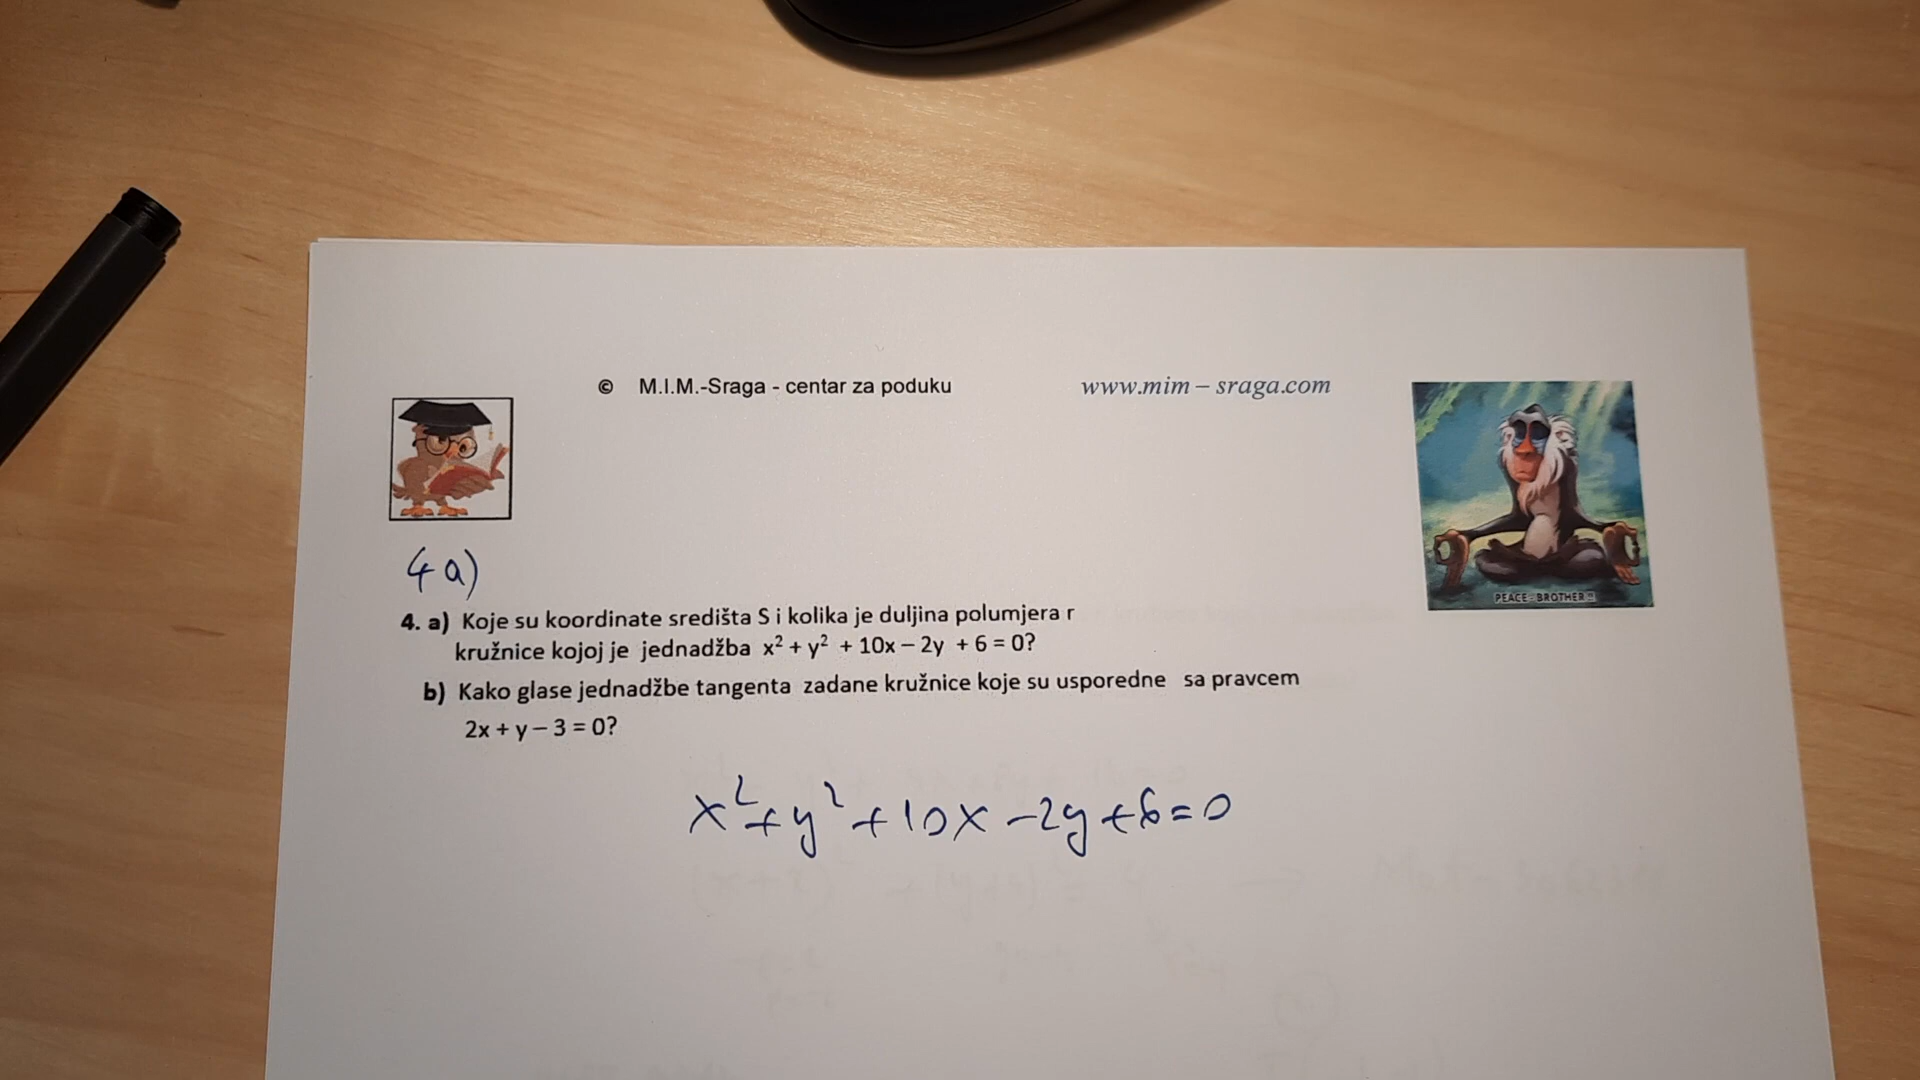 © M.I.M.-Sraga - centar za poduku www.mim – sraga.com
PEACE - BROTHER !!
4 a)
4. a) Koje su koordinate središta S i kolika je duljina polumjera r
kružnice kojoj je jednadžba x² + y² + 10x – 2y + 6 = 0?
b) Kako glase jednadžbe tangenta zadane kružnice koje su usporedne sa pravcem
2x + y – 3 = 0?
x² + y² + 10x - 2y + 6 = 0